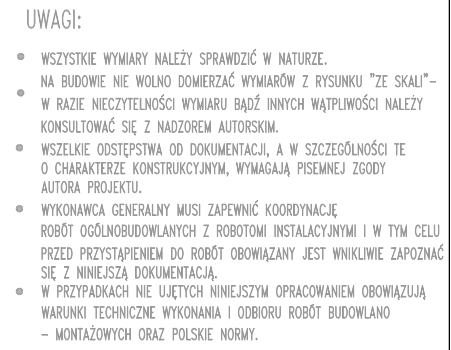 UWAGI:
• WSZYSTKIE WYMIARY NALEŻY SPRAWDZIĆ W NATURZE.
NA BUDOWIE NIE WOLNO DOMIERZAĆ WYMIARÓW Z RYSUNKU "ZE SKALI"–
• W RAZIE NIECZYTELNOŚCI WYMIARU BĄDŹ INNYCH WĄTPLIWOŚCI NALEŻY
KONSULTOWAĆ SIĘ Z NADZOREM AUTORSKIM.
• WSZELKIE ODSTĘPSTWA OD DOKUMENTACJI, A W SZCZEGÓLNOŚCI TE
O CHARAKTERZE KONSTRUKCYJNYM, WYMAGAJĄ PISEMNEJ ZGODY
AUTORA PROJEKTU.
• WYKONAWCA GENERALNY MUSI ZAPEWNIĆ KOORDYNACJĘ
ROBÓT OGÓLNOBUDOWLANYCH Z ROBOTOMI INSTALACYJNYMI I W TYM CELU
PRZED PRZYSTĄPIENIEM DO ROBÓT OBOWIĄZANY JEST WNIKLIWIE ZAPOZNAĆ
SIĘ Z NINIEJSZĄ DOKUMENTACJĄ.
• W PRZYPADKACH NIE UJĘTYCH NINIEJSZYM OPRACOWANIEM OBOWIĄZUJĄ
WARUNKI TECHNICZNE WYKONANIA I ODBIORU ROBÓT BUDOWLANO
– MONTAŻOWYCH ORAZ POLSKIE NORMY.